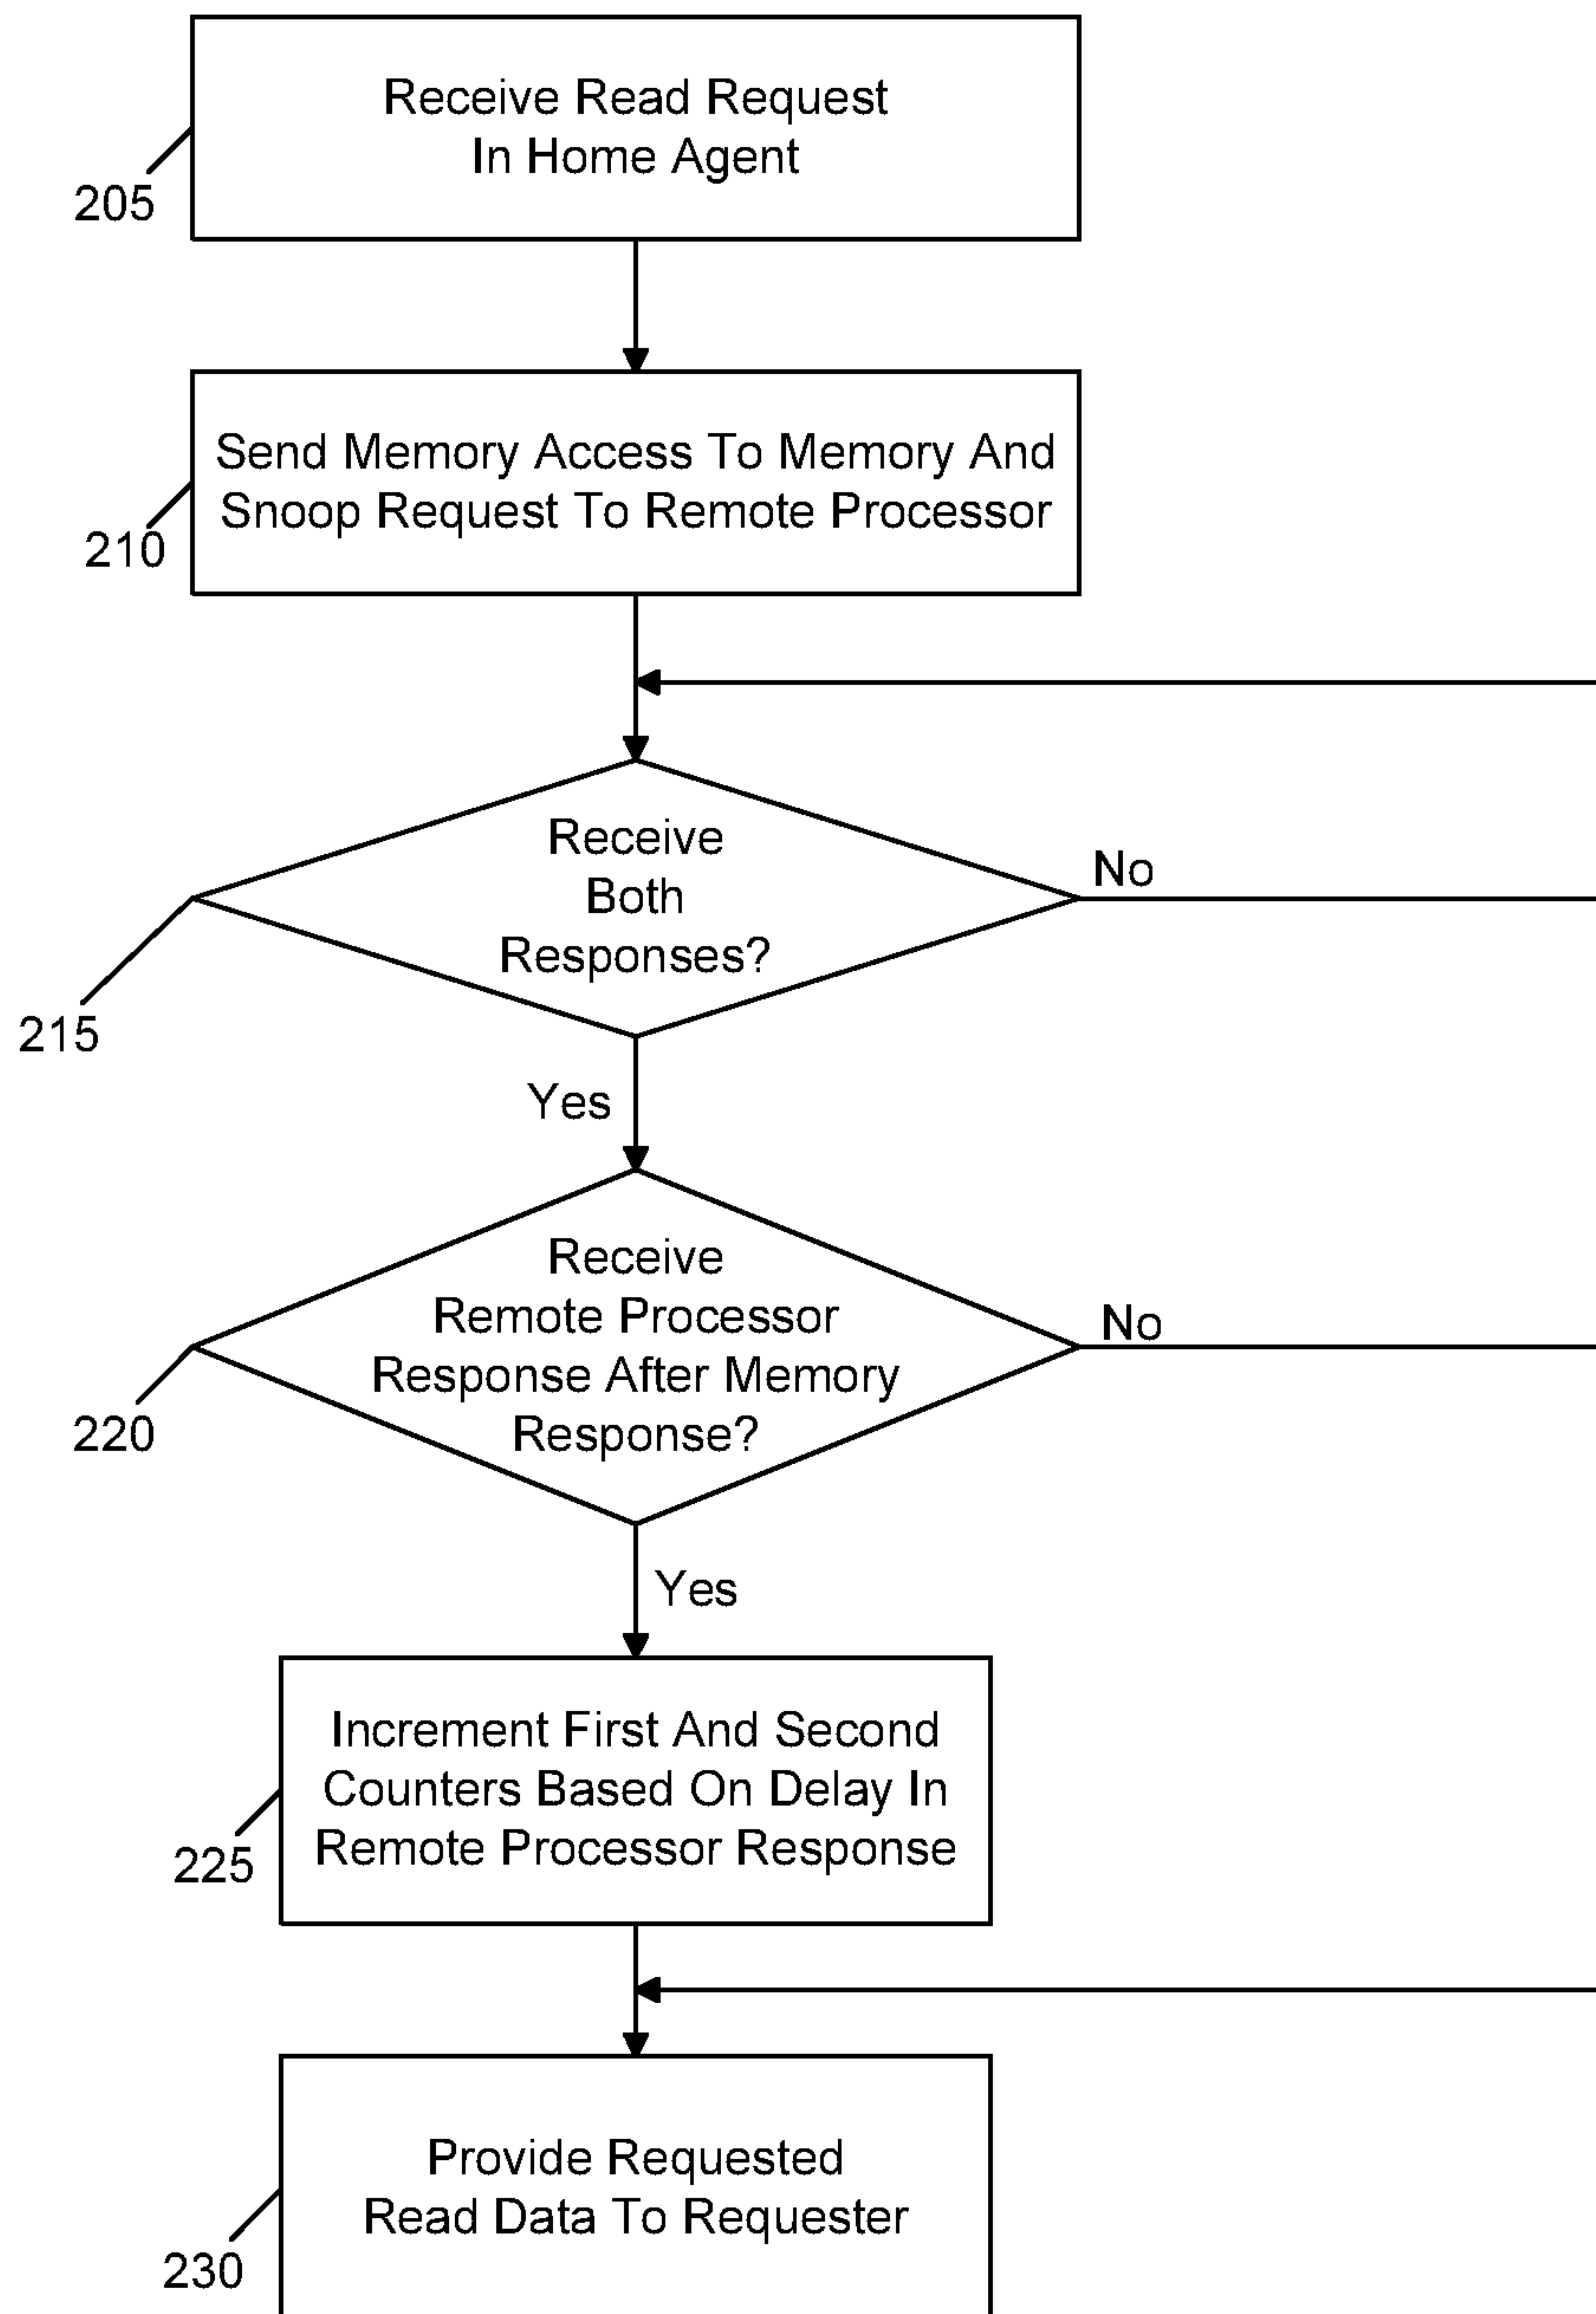 Receive Read Request
In Home Agent
205
Send Memory Access To Memory And
Snoop Request To Remote Processor
210
Receive
Both
Responses?
No
215
Yes
Receive
Remote Processor
Response After Memory
Response?
No
220
Yes
Increment First And Second
Counters Based On Delay In
Remote Processor Response
225
Provide Requested
Read Data To Requester
230